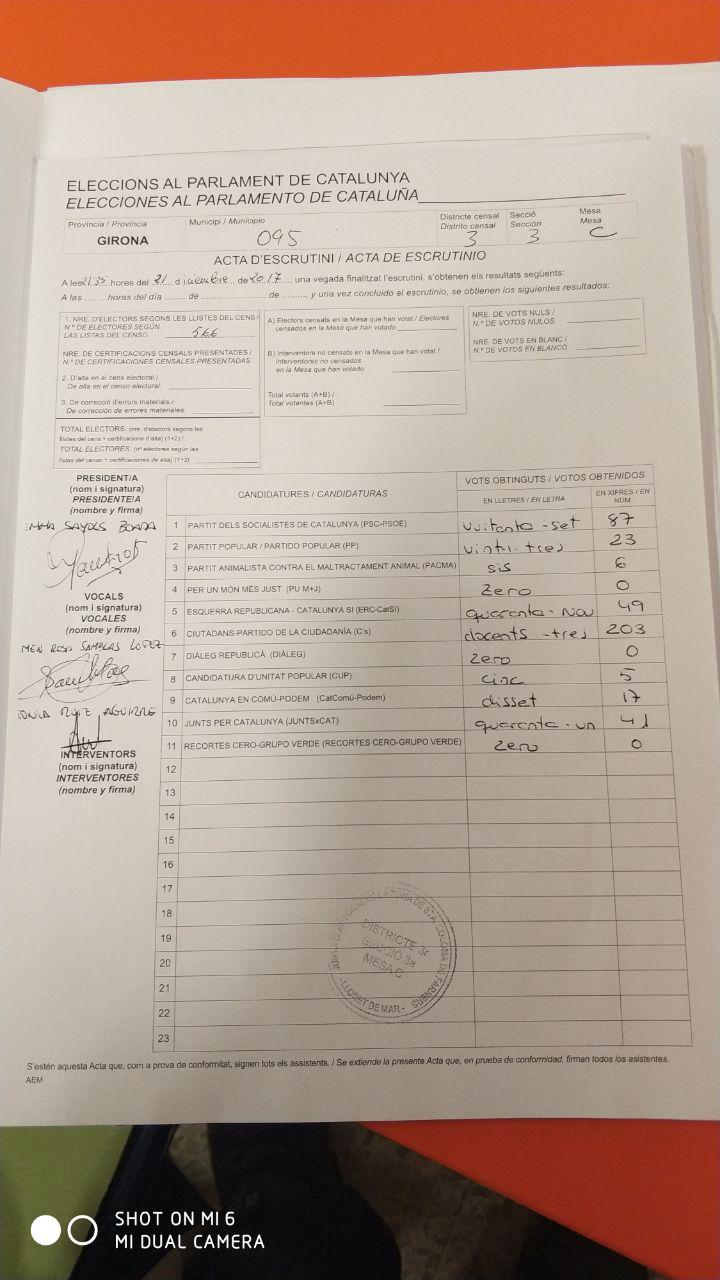 ELECCIONS AL PARLAMENT DE CATALUNYA
ELECCIONES AL PARLAMENTO DE CATALUÑA
Província / Provincia
Municipi / Municipio
Districte censal
Distrito censal
Secció
Sección
Mesa
Mesa
GIRONA
095
3
3
C
ACTA D'ESCRUTINI / ACTA DE ESCRUTINIO
A les 21:35 hores del 21 d desembre de 2017 una vegada finalitzat l'escrutini, s'obtenen els resultats següents:
A las ........ horas del día ........ de ........................ de ........, y una vez concluido el escrutinio, se obtienen los siguientes resultados:
1. NRE. D'ELECTORS SEGONS LES LLISTES DEL CENS /
N.º DE ELECTORES SEGÚN
LAS LISTAS DEL CENSO 566
NRE. DE CERTIFICACIONS CENSALS PRESENTADES /
N.º DE CERTIFICACIONES CENSALES PRESENTADAS
2. D'alta en el cens electoral /
De alta en el censo electoral:
3. De correcció d'errors materials /
De corrección de errores materiales:
TOTAL ELECTORS: (nre. d'electors segons les
llistes del cens + certificacions d'alta) (1+2) /
TOTAL ELECTORES: (nº electores según las
listas del censo + certificaciones de alta) (1+2)
A) Electors censats en la Mesa que han votat / Electores
censados en la Mesa que han votado
B) Interventors no censats en la Mesa que han votat /
Interventores no censados
en la Mesa que han votado
Total votants (A+B) /
Total votantes (A+B)
NRE. DE VOTS NULS /
N.º DE VOTOS NULOS
NRE. DE VOTS EN BLANC /
N.º DE VOTOS EN BLANCO
PRESIDENT/A
(nom i signatura)
PRESIDENTE/A
(nombre y firma)
SAYOLS BOADA
VOCALS
(nom i signatura)
VOCALES
(nombre y firma)
MEN ROSA SAMBLAS LOPEZ
ONIA RUIZ AGUIRRE
INTERVENTORS
(nom i signatura)
INTERVENTORES
(nombre y firma)
CANDIDATURES / CANDIDATURAS
VOTS OBTINGUTS / VOTOS OBTENIDOS
EN LLETRES / EN LETRA
EN XIFRES / EN NÚM.
1 PARTIT DELS SOCIALISTES DE CATALUNYA (PSC-PSOE) vuitanta-set 87
2 PARTIT POPULAR / PARTIDO POPULAR (PP) vint-i-tres 23
3 PARTIT ANIMALISTA CONTRA EL MALTRACTAMENT ANIMAL (PACMA) sis 6
4 PER UN MÓN MÉS JUST (PU M+J) Zero 0
5 ESQUERRA REPUBLICANA - CATALUNYA SÍ (ERC-CatSí) quaranta-nou 49
6 CIUTADANS-PARTIDO DE LA CIUDADANÍA (C's) docents-tres 203
7 DIÀLEG REPUBLICÀ (DIÀLEG) zero 0
8 CANDIDATURA D'UNITAT POPULAR (CUP) cinc 5
9 CATALUNYA EN COMÚ-PODEM (CatComú-Podem) disset 17
10 JUNTS PER CATALUNYA (JUNTSxCAT) quaranta-un 41
11 RECORTES CERO-GRUPO VERDE (RECORTES CERO-GRUPO VERDE) zero 0
12
13
14
15
16
17
18
19
20
21
22
23
DE STA. COLOMA DE FARNERS
DISTRICTE 3r
SECCIÓ 3a
MESA C
- LLORET DE MAR -
S'estén aquesta Acta que, com a prova de conformitat, signen tots els assistents. / Se extiende la presente Acta que, en prueba de conformidad, firman todos los asistentes.
AEM
SHOT ON MI 6
MI DUAL CAMERA